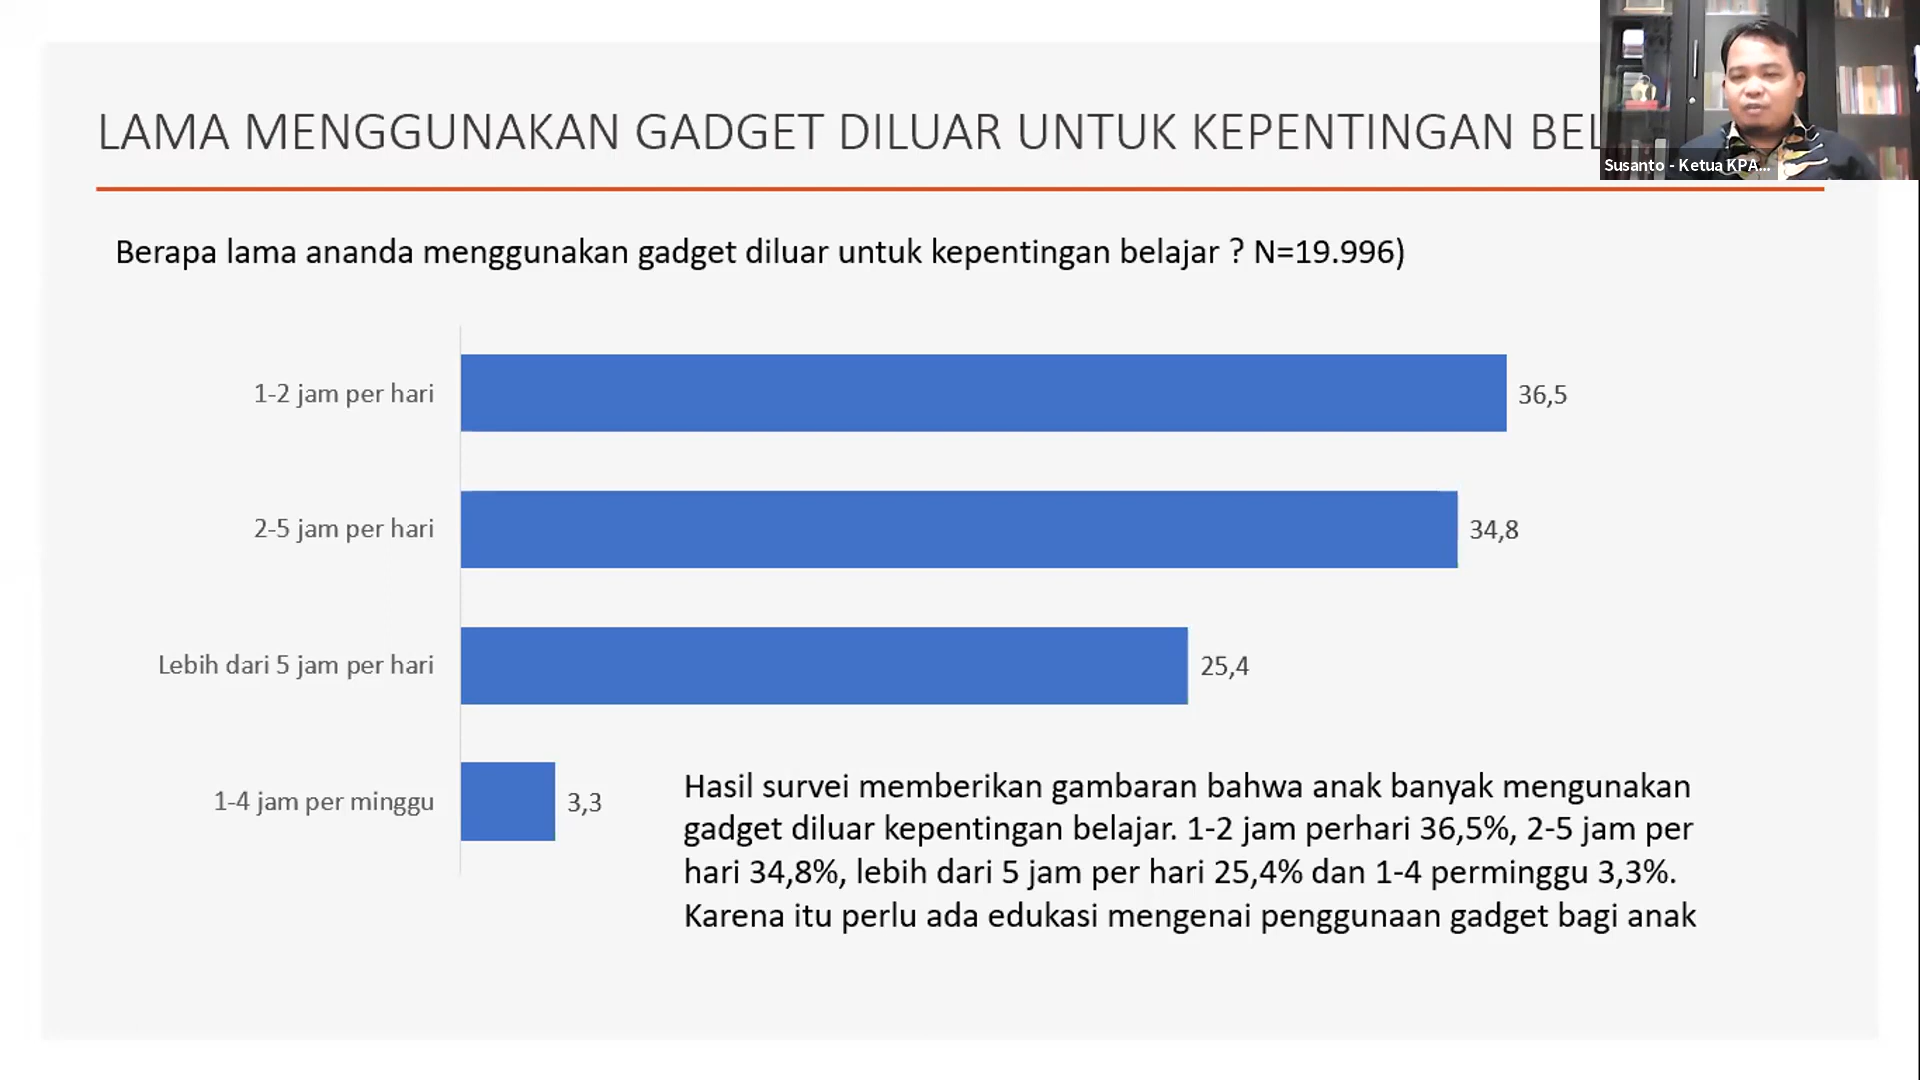 LAMA MENGGUNAKAN GADGET DILUAR UNTUK KEPENTINGAN BEL
Susanto - Ketua KPA...
Berapa lama ananda menggunakan gadget diluar untuk kepentingan belajar ? N=19.996)
1-2 jam per hari 36,5
2-5 jam per hari 34,8
Lebih dari 5 jam per hari 25,4
1-4 jam per minggu 3,3
Hasil survei memberikan gambaran bahwa anak banyak mengunakan
gadget diluar kepentingan belajar. 1-2 jam perhari 36,5%, 2-5 jam per
hari 34,8%, lebih dari 5 jam per hari 25,4% dan 1-4 perminggu 3,3%.
Karena itu perlu ada edukasi mengenai penggunaan gadget bagi anak